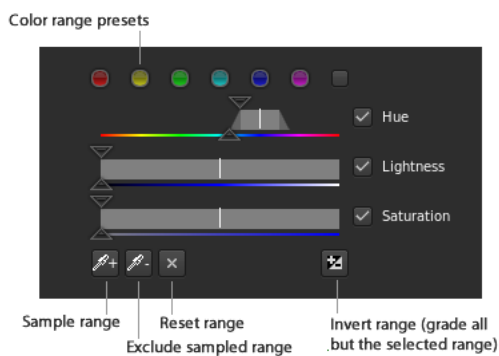 Color range presets
Hue
Lightness
Saturation
Sample range
Reset range
Exclude sampled range
Invert range (grade all
but the selected range)